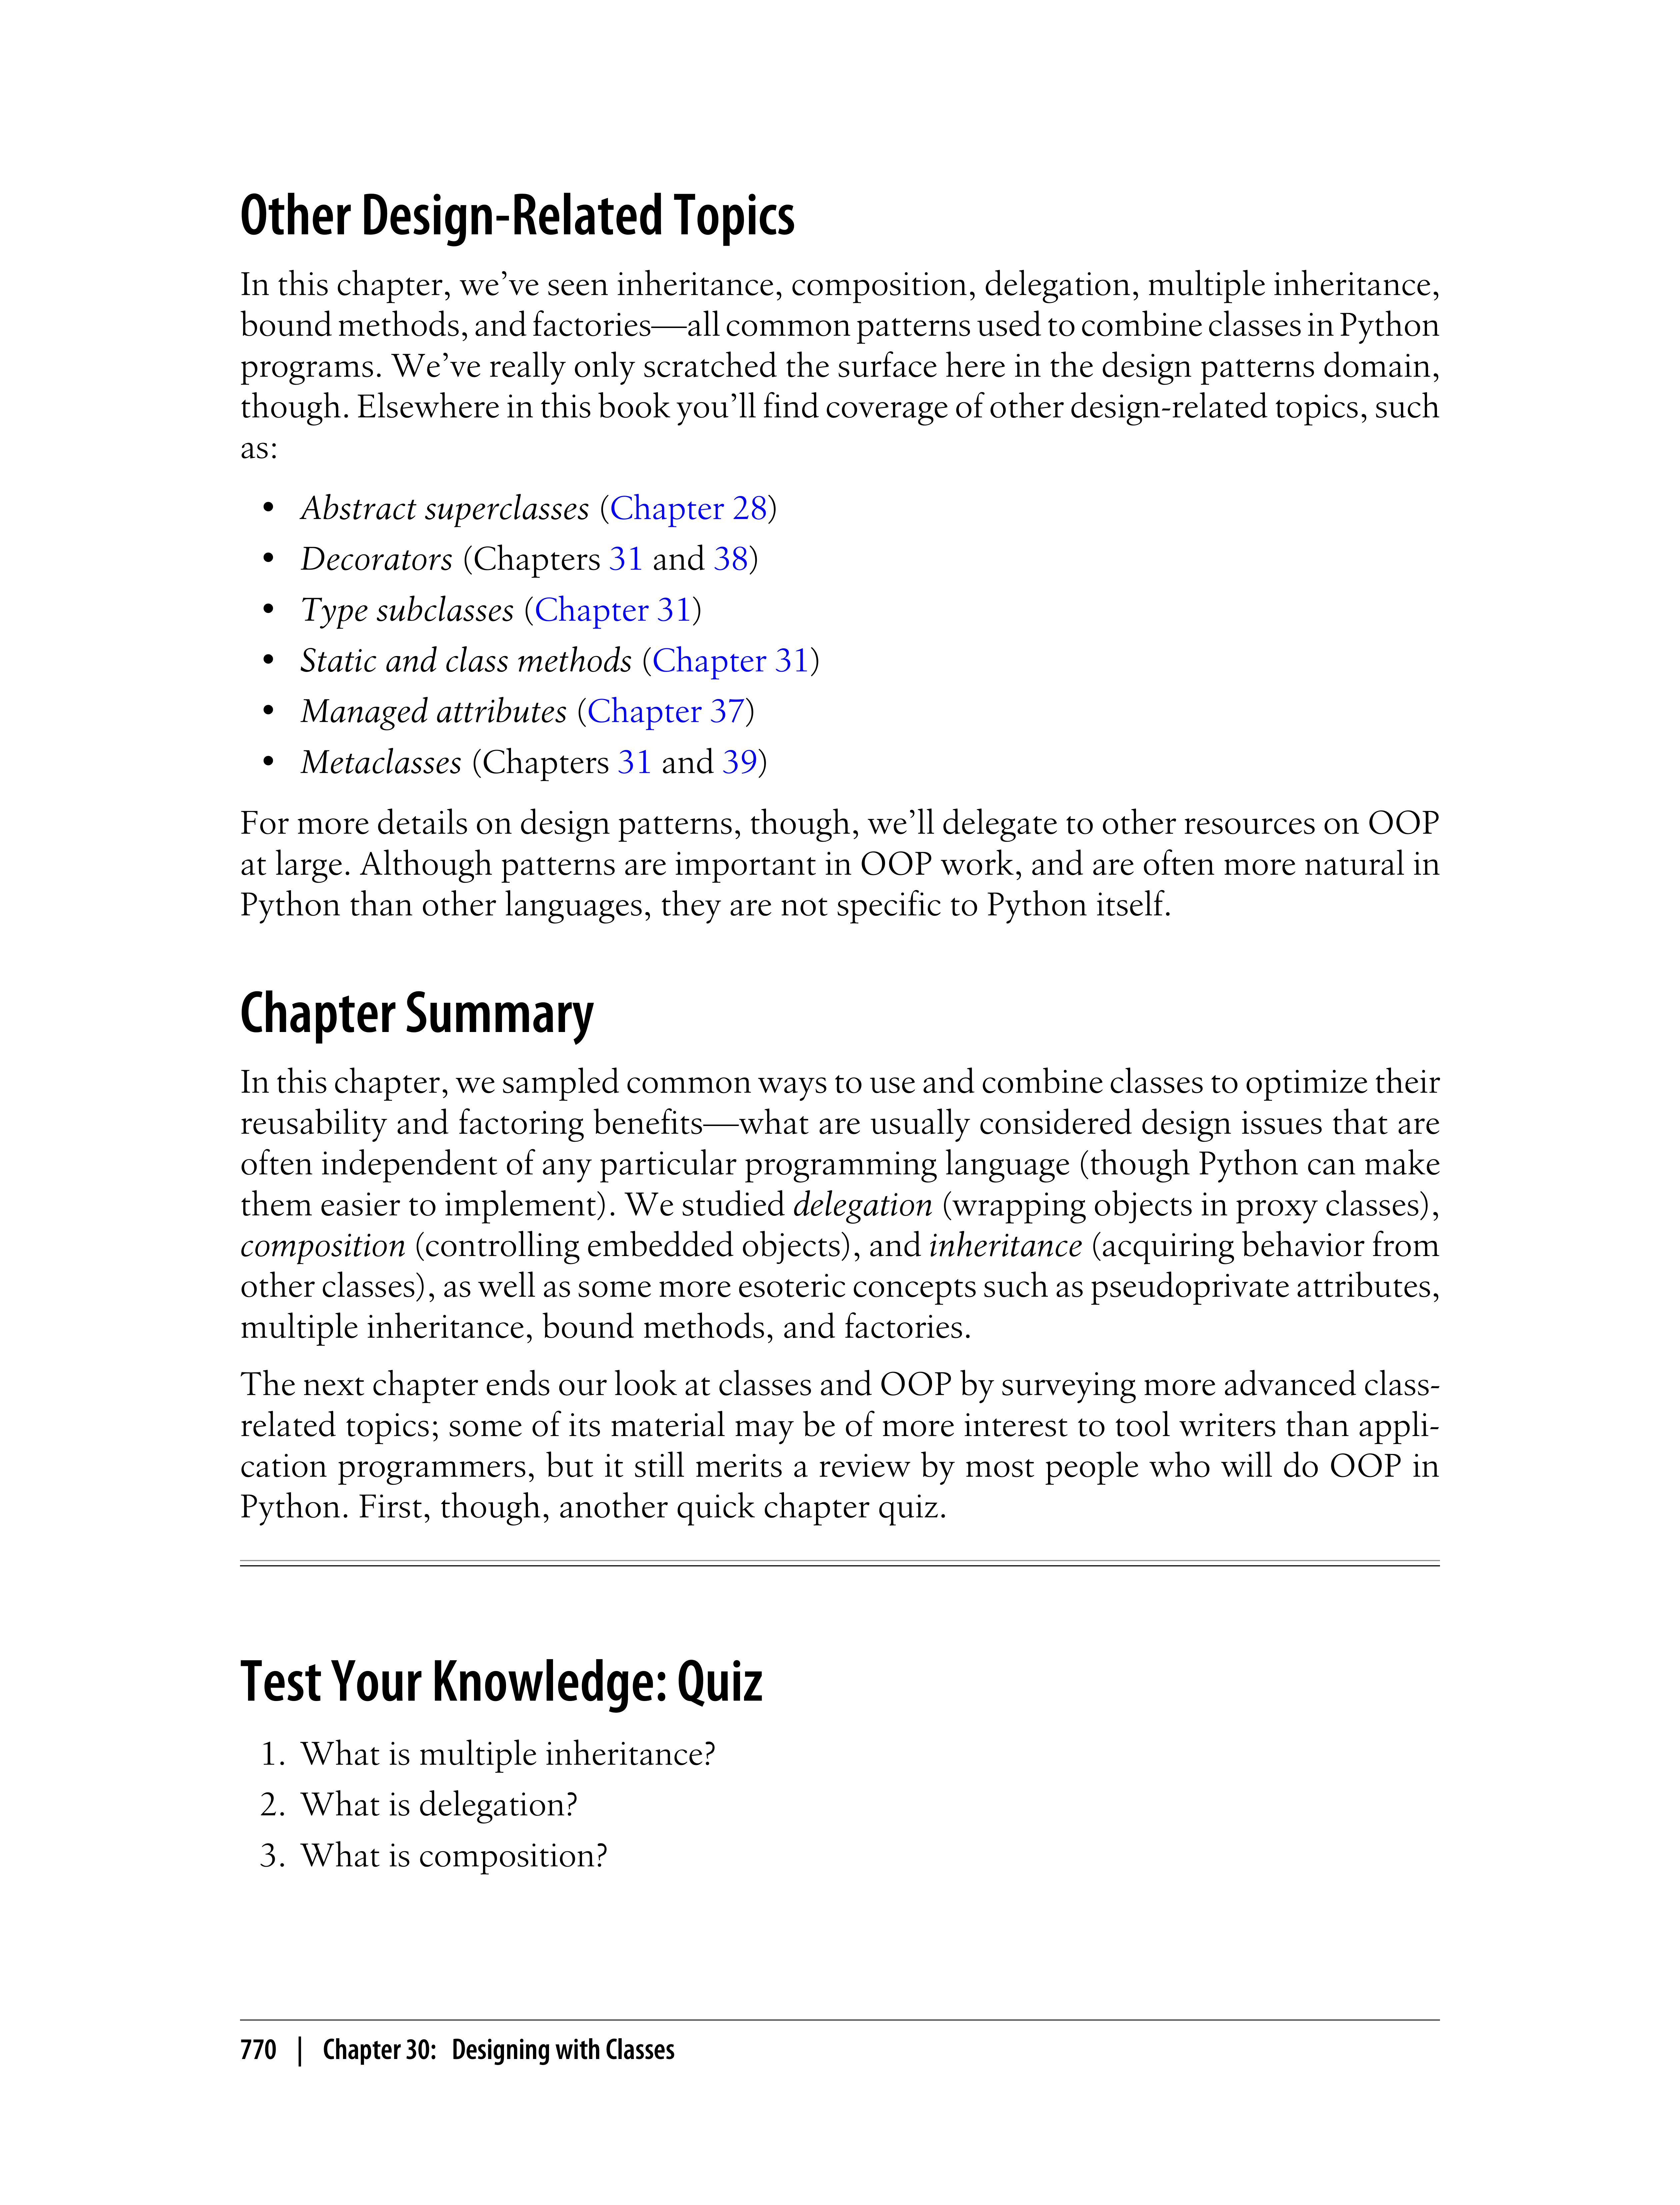 Other Design-Related Topics
In this chapter, we’ve seen inheritance, composition, delegation, multiple inheritance,
bound methods, and factories—all common patterns used to combine classes in Python
programs. We’ve really only scratched the surface here in the design patterns domain,
though. Elsewhere in this book you’ll find coverage of other design-related topics, such
as:
• Abstract superclasses (Chapter 28)
• Decorators (Chapters 31 and 38)
• Type subclasses (Chapter 31)
• Static and class methods (Chapter 31)
• Managed attributes (Chapter 37)
• Metaclasses (Chapters 31 and 39)
For more details on design patterns, though, we’ll delegate to other resources on OOP
at large. Although patterns are important in OOP work, and are often more natural in
Python than other languages, they are not specific to Python itself.
Chapter Summary
In this chapter, we sampled common ways to use and combine classes to optimize their
reusability and factoring benefits—what are usually considered design issues that are
often independent of any particular programming language (though Python can make
them easier to implement). We studied delegation (wrapping objects in proxy classes),
composition (controlling embedded objects), and inheritance (acquiring behavior from
other classes), as well as some more esoteric concepts such as pseudoprivate attributes,
multiple inheritance, bound methods, and factories.
The next chapter ends our look at classes and OOP by surveying more advanced class-
related topics; some of its material may be of more interest to tool writers than appli-
cation programmers, but it still merits a review by most people who will do OOP in
Python. First, though, another quick chapter quiz.
Test Your Knowledge: Quiz
1. What is multiple inheritance?
2. What is delegation?
3. What is composition?
770 | Chapter 30: Designing with Classes